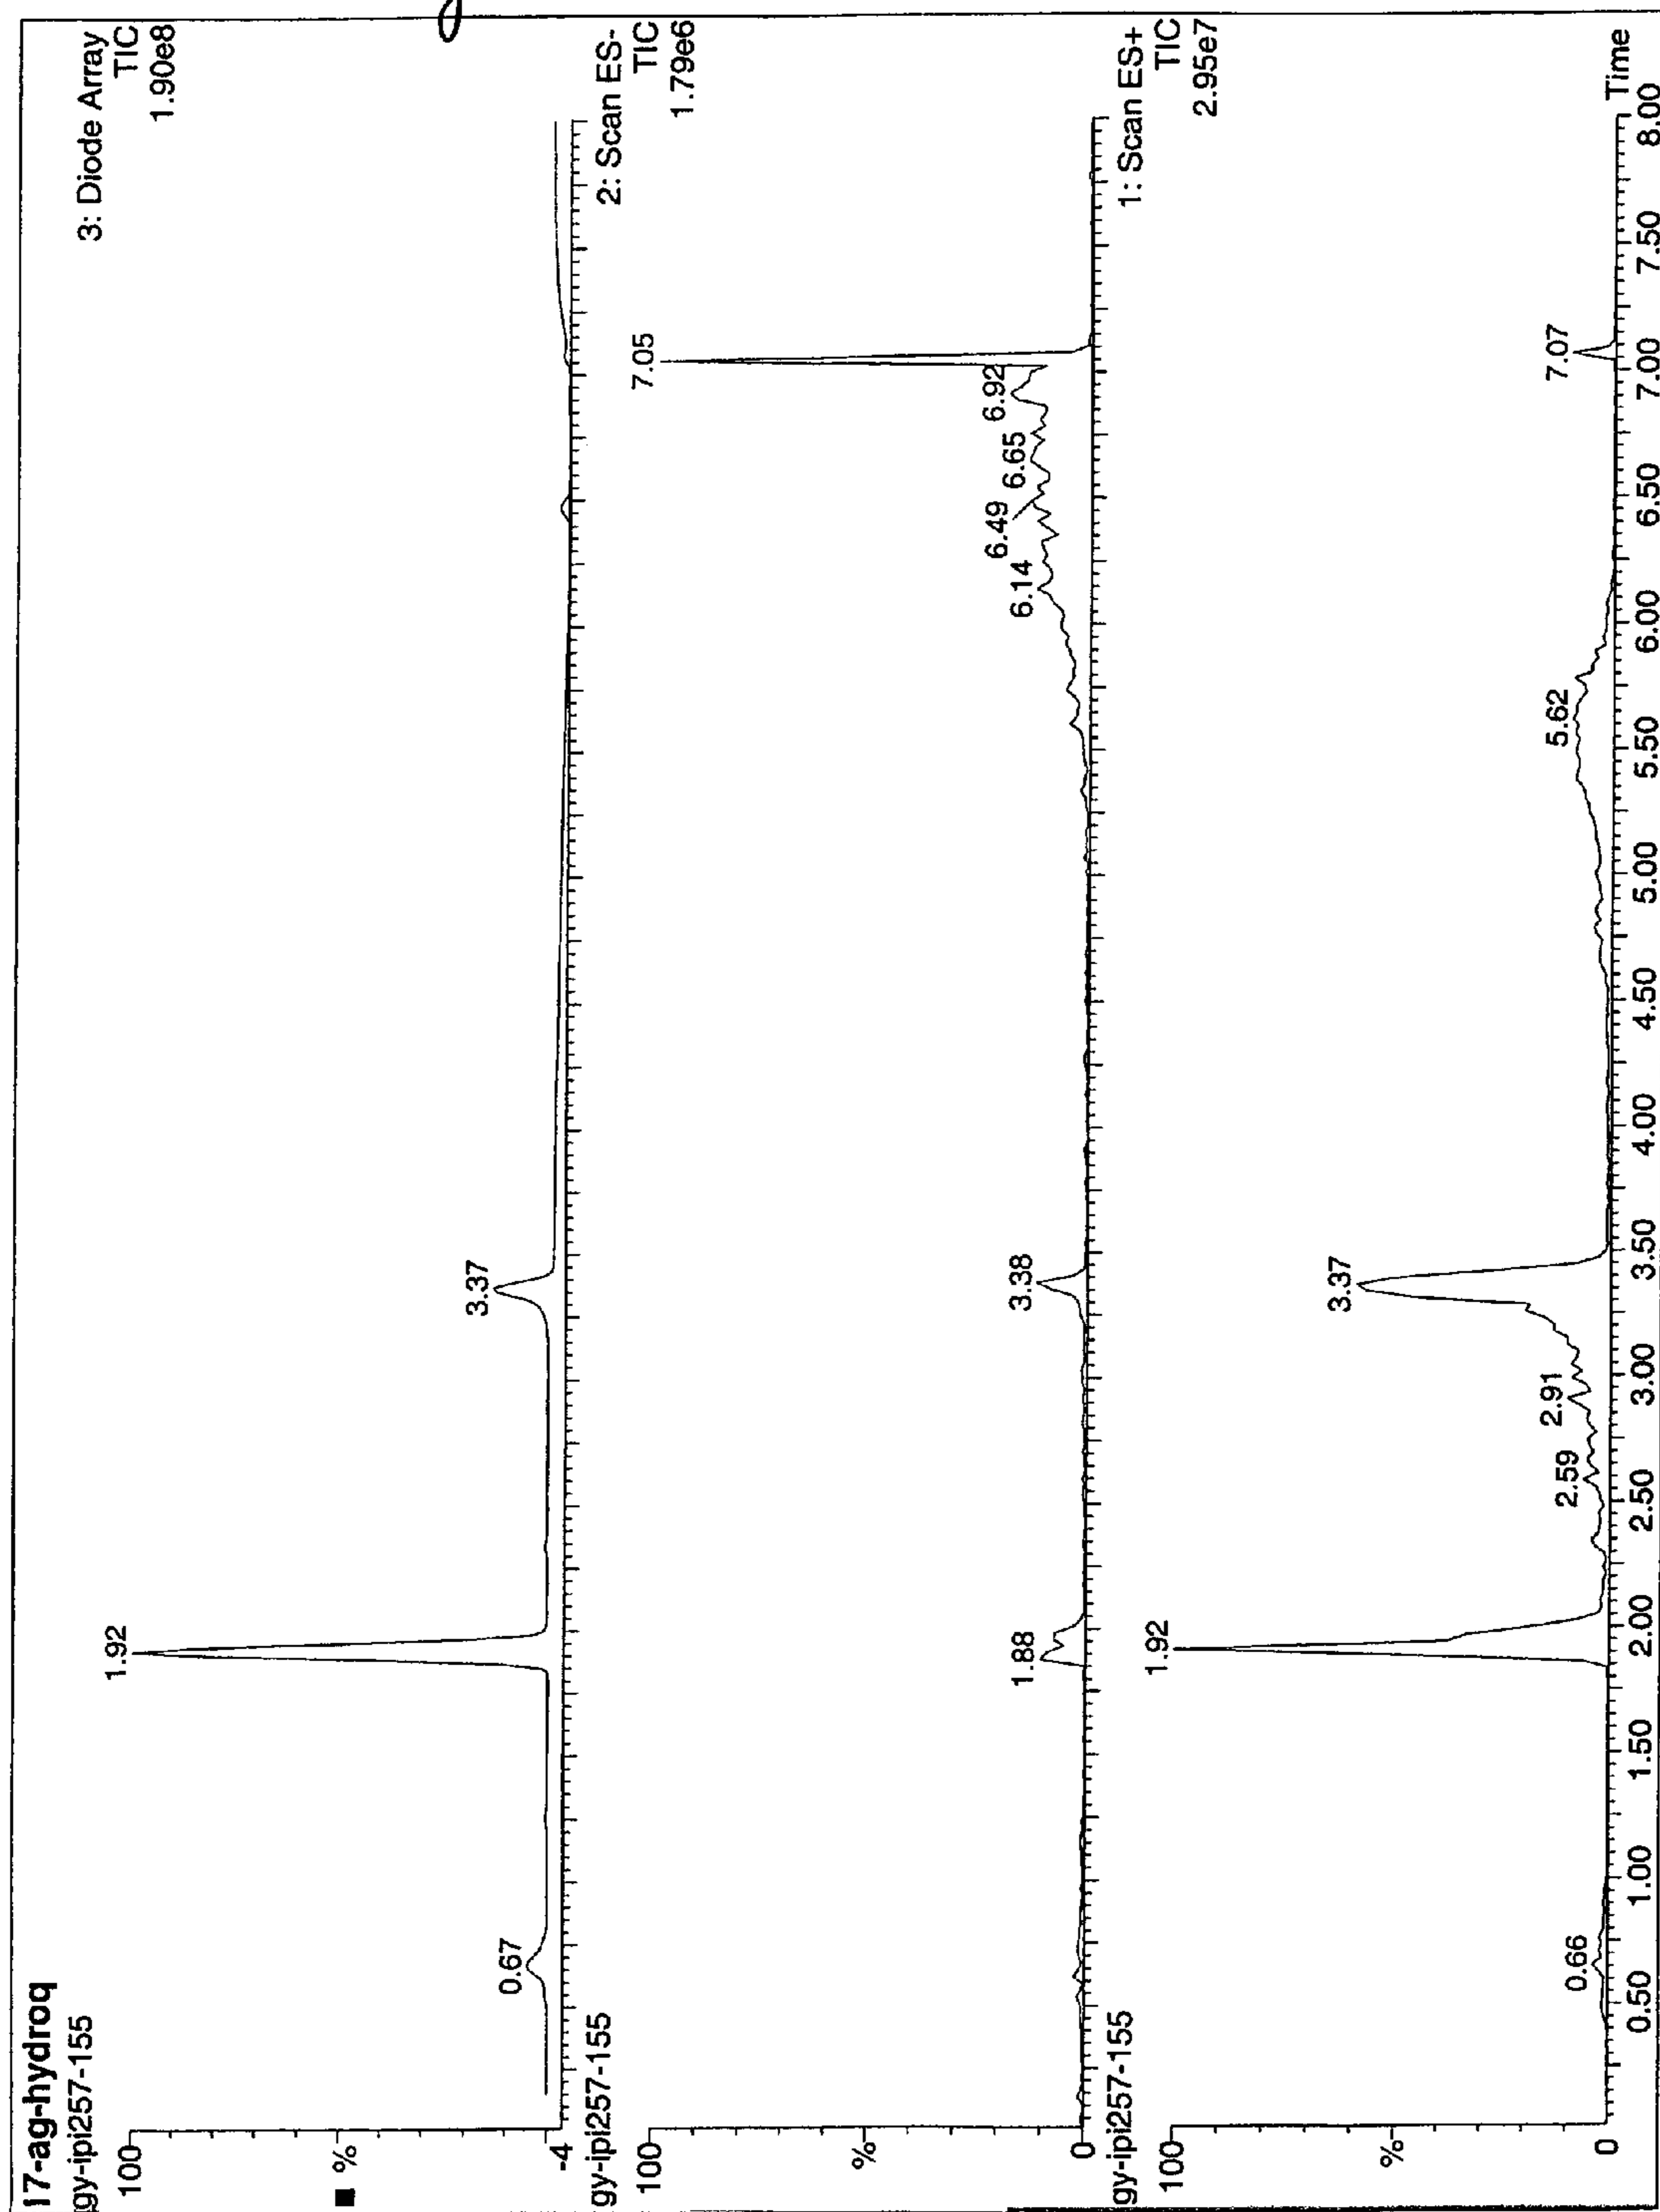 17-ag-hydroq
gy-ipi257-155
3: Diode Array
TIC
1.90e8
100
%
-4
0.67
1.92
3.37
gy-ipi257-155
2: Scan ES-
TIC
1.79e6
100
%
0
1.88
3.38
6.14
6.49
6.65
6.92
7.05
gy-ipi257-155
1: Scan ES+
TIC
2.95e7
100
%
0
0.66
1.92
2.59
2.91
3.37
5.62
7.07
0.50 1.00 1.50 2.00 2.50 3.00 3.50 4.00 4.50 5.00 5.50 6.00 6.50 7.00 7.50 8.00
Time